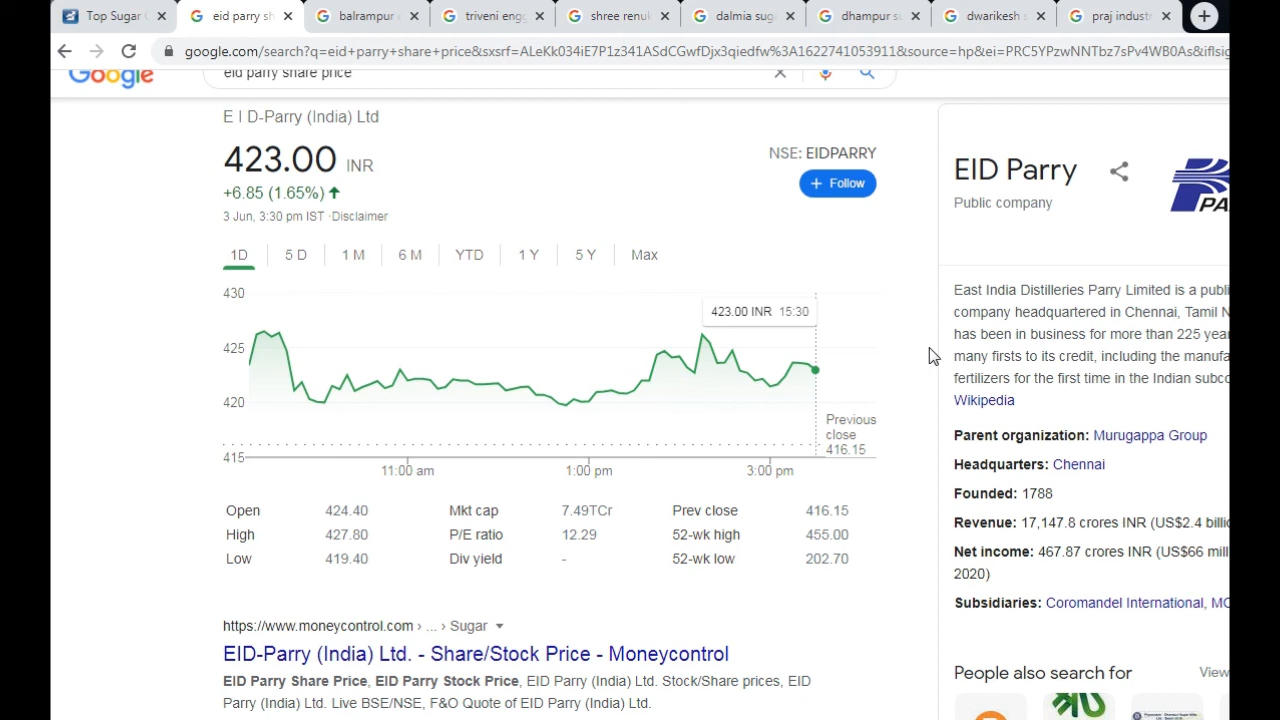 Top Sugar
eid parry sh
balrampur
triveni engg
shree renuk
dalmia sug
dhampur su
dwarikesh s
praj industr
google.com/search?q=eid+parry+share+price&sxsrf=ALeKk034iE7P1z341ASdCGwfDjx3qiedfw%3A1622741053911&source=hp&ei=PRC5YPzwNNTbz7sPv4WB0As&iflsig
Google
eid parry share price
E I D-Parry (India) Ltd
423.00 INR
+6.85 (1.65%)
3 Jun, 3:30 pm IST · Disclaimer
NSE: EIDPARRY
+ Follow
1D 5 D 1 M 6 M YTD 1 Y 5 Y Max
430
425
420
415
423.00 INR 15:30
Previous
close
416.15
11:00 am 1:00 pm 3:00 pm
Open 424.40 Mkt cap 7.49TCr Prev close 416.15
High 427.80 P/E ratio 12.29 52-wk high 455.00
Low 419.40 Div yield - 52-wk low 202.70
https://www.moneycontrol.com › ... › Sugar
EID-Parry (India) Ltd. - Share/Stock Price - Moneycontrol
EID Parry Share Price, EID Parry Stock Price, EID Parry (India) Ltd. Stock/Share prices, EID
Parry (India) Ltd. Live BSE/NSE, F&O Quote of EID Parry (India) Ltd.
EID Parry
Public company
PA
East India Distilleries Parry Limited is a publi
company headquartered in Chennai, Tamil N
has been in business for more than 225 year
many firsts to its credit, including the manufa
fertilizers for the first time in the Indian subco
Wikipedia
Parent organization: Murugappa Group
Headquarters: Chennai
Founded: 1788
Revenue: 17,147.8 crores INR (US$2.4 billio
Net income: 467.87 crores INR (US$66 mill
2020)
Subsidiaries: Coromandel International, MO
People also search for
View